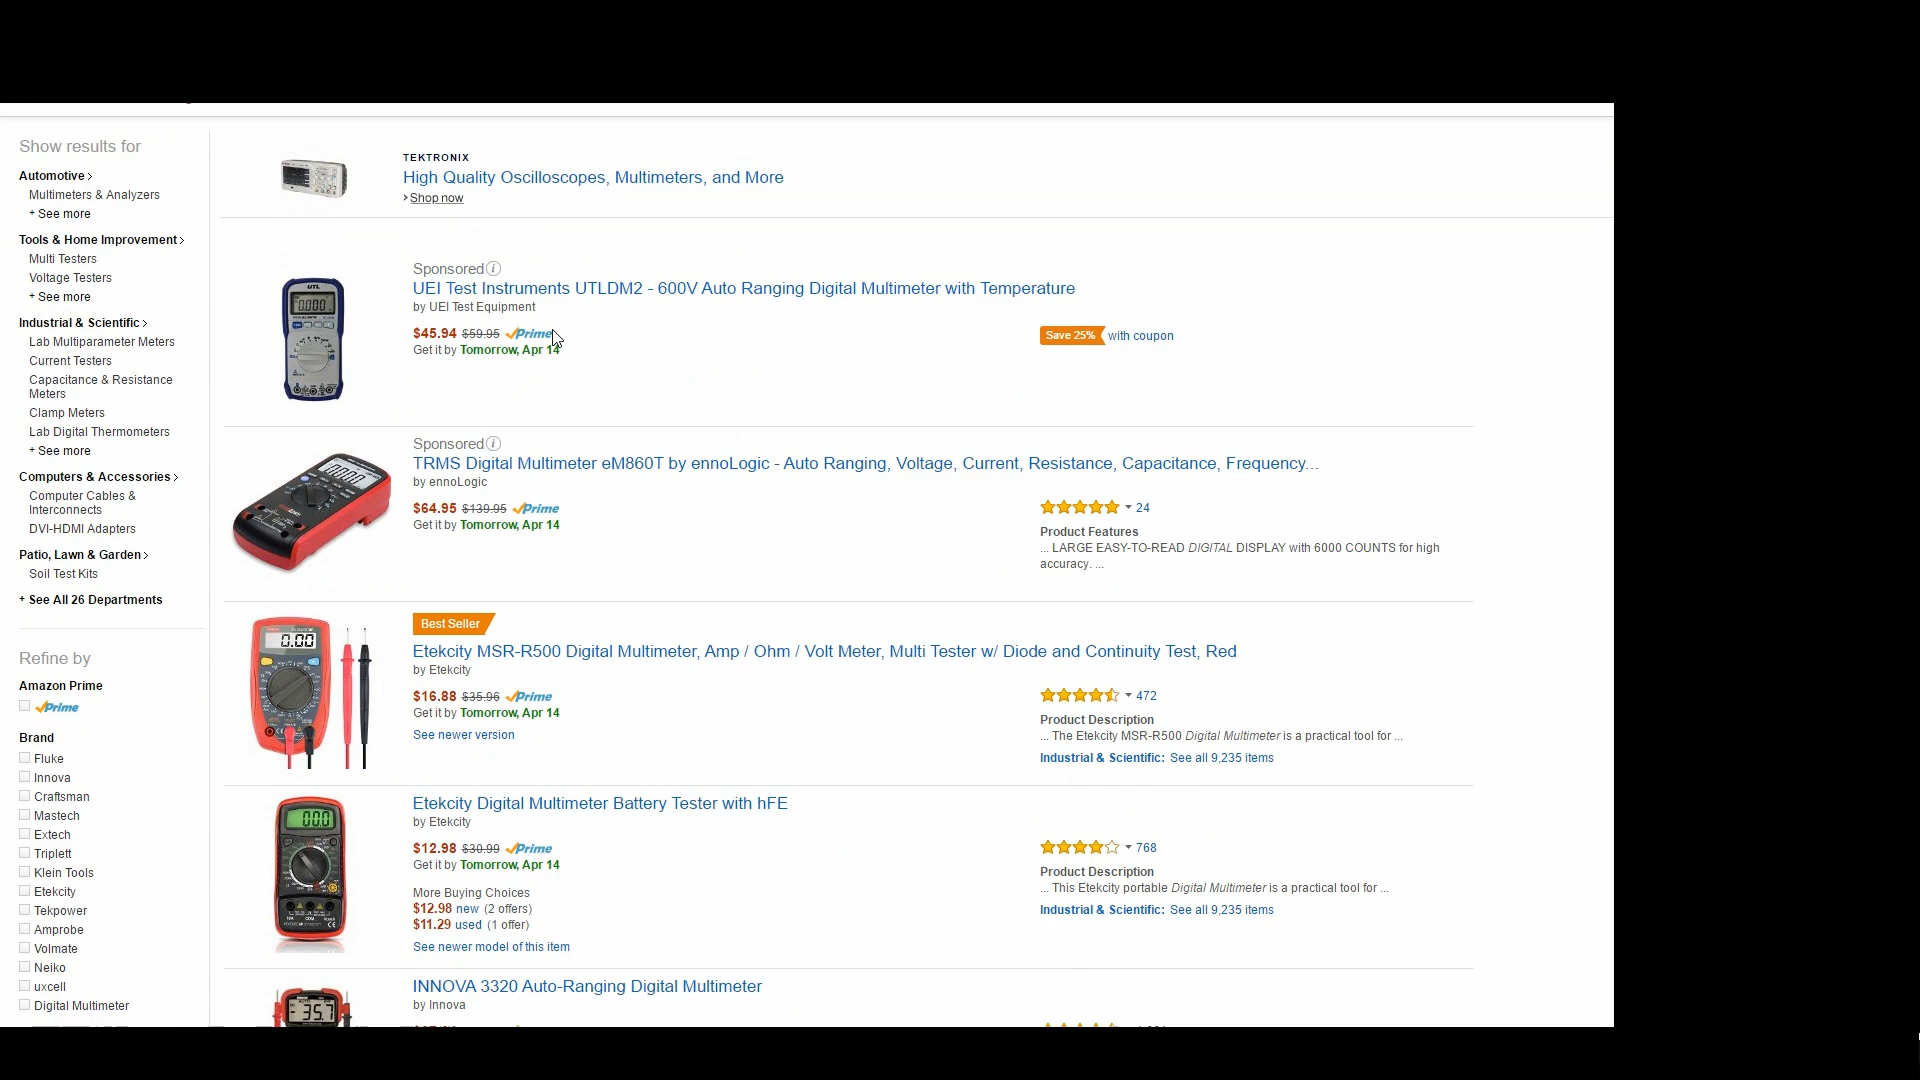 Show results for
Automotive ›
Multimeters & Analyzers
+ See more
Tools & Home Improvement ›
Multi Testers
Voltage Testers
+ See more
Industrial & Scientific ›
Lab Multiparameter Meters
Current Testers
Capacitance & Resistance
Meters
Clamp Meters
Lab Digital Thermometers
+ See more
Computers & Accessories ›
Computer Cables &
Interconnects
DVI-HDMI Adapters
Patio, Lawn & Garden ›
Soil Test Kits
+ See All 26 Departments
Refine by
Amazon Prime
Prime
Brand
Fluke
Innova
Craftsman
Mastech
Extech
Triplett
Klein Tools
Etekcity
Tekpower
Amprobe
Volmate
Neiko
uxcell
Digital Multimeter
TEKTRONIX
High Quality Oscilloscopes, Multimeters, and More
› Shop now
UTL
0.000
Sponsored
UEI Test Instruments UTLDM2 - 600V Auto Ranging Digital Multimeter with Temperature
by UEI Test Equipment
$45.94 $59.95 Prime
Get it by Tomorrow, Apr 14
Save 25% with coupon
Sponsored
TRMS Digital Multimeter eM860T by ennoLogic - Auto Ranging, Voltage, Current, Resistance, Capacitance, Frequency...
by ennoLogic
$64.95 $139.95 Prime
Get it by Tomorrow, Apr 14
24
Product Features
... LARGE EASY-TO-READ DIGITAL DISPLAY with 6000 COUNTS for high
accuracy. ...
0.00
Best Seller
Etekcity MSR-R500 Digital Multimeter, Amp / Ohm / Volt Meter, Multi Tester w/ Diode and Continuity Test, Red
by Etekcity
$16.88 $35.96 Prime
Get it by Tomorrow, Apr 14
See newer version
472
Product Description
... The Etekcity MSR-R500 Digital Multimeter is a practical tool for ...
Industrial & Scientific: See all 9,235 items
00.0
Etekcity Digital Multimeter Battery Tester with hFE
by Etekcity
$12.98 $30.99 Prime
Get it by Tomorrow, Apr 14
More Buying Choices
$12.98 new (2 offers)
$11.29 used (1 offer)
See newer model of this item
768
Product Description
... This Etekcity portable Digital Multimeter is a practical tool for ...
Industrial & Scientific: See all 9,235 items
-35.7
INNOVA 3320 Auto-Ranging Digital Multimeter
by Innova